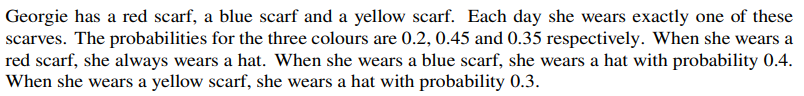 Georgie has a red scarf, a blue scarf and a yellow scarf. Each day she wears exactly one of these
scarves. The probabilities for the three colours are 0.2, 0.45 and 0.35 respectively. When she wears a
red scarf, she always wears a hat. When she wears a blue scarf, she wears a hat with probability 0.4.
When she wears a yellow scarf, she wears a hat with probability 0.3.